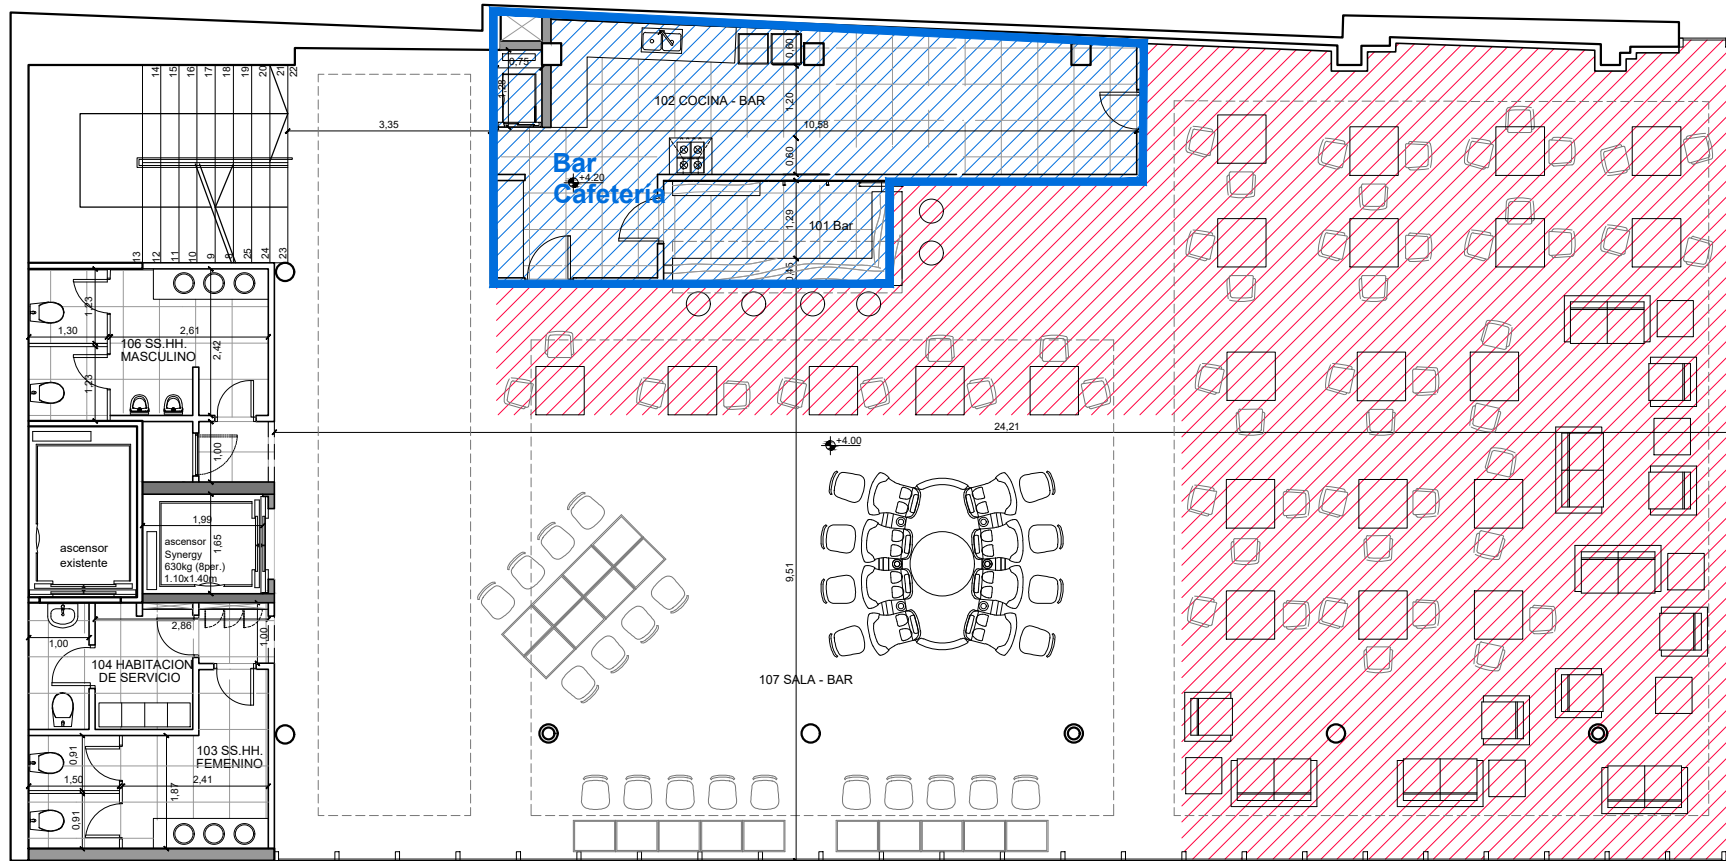 14
15
16
17
18
19
20
21
22
0,75
1,28
0,60
102 COCINA - BAR
1,20
3,35
10,58
0,60
Bar
Cafetería
+4.20
1,29
101 Bar
0,45
13
12
11
10
9
8
25
24
23
1,23
1,30
2,61
106 SS.HH.
MASCULINO
2,42
1,23
24,21
+4.00
1,00
1,99
ascensor
Synergy
630kg (8per.)
1.10x1.40m
1,65
ascensor
existente
9,51
2,86
1,00
1,00
104 HABITACION
DE SERVICIO
107 SALA - BAR
103 SS.HH.
FEMENINO
0,91
1,50
2,41
1,87
0,91